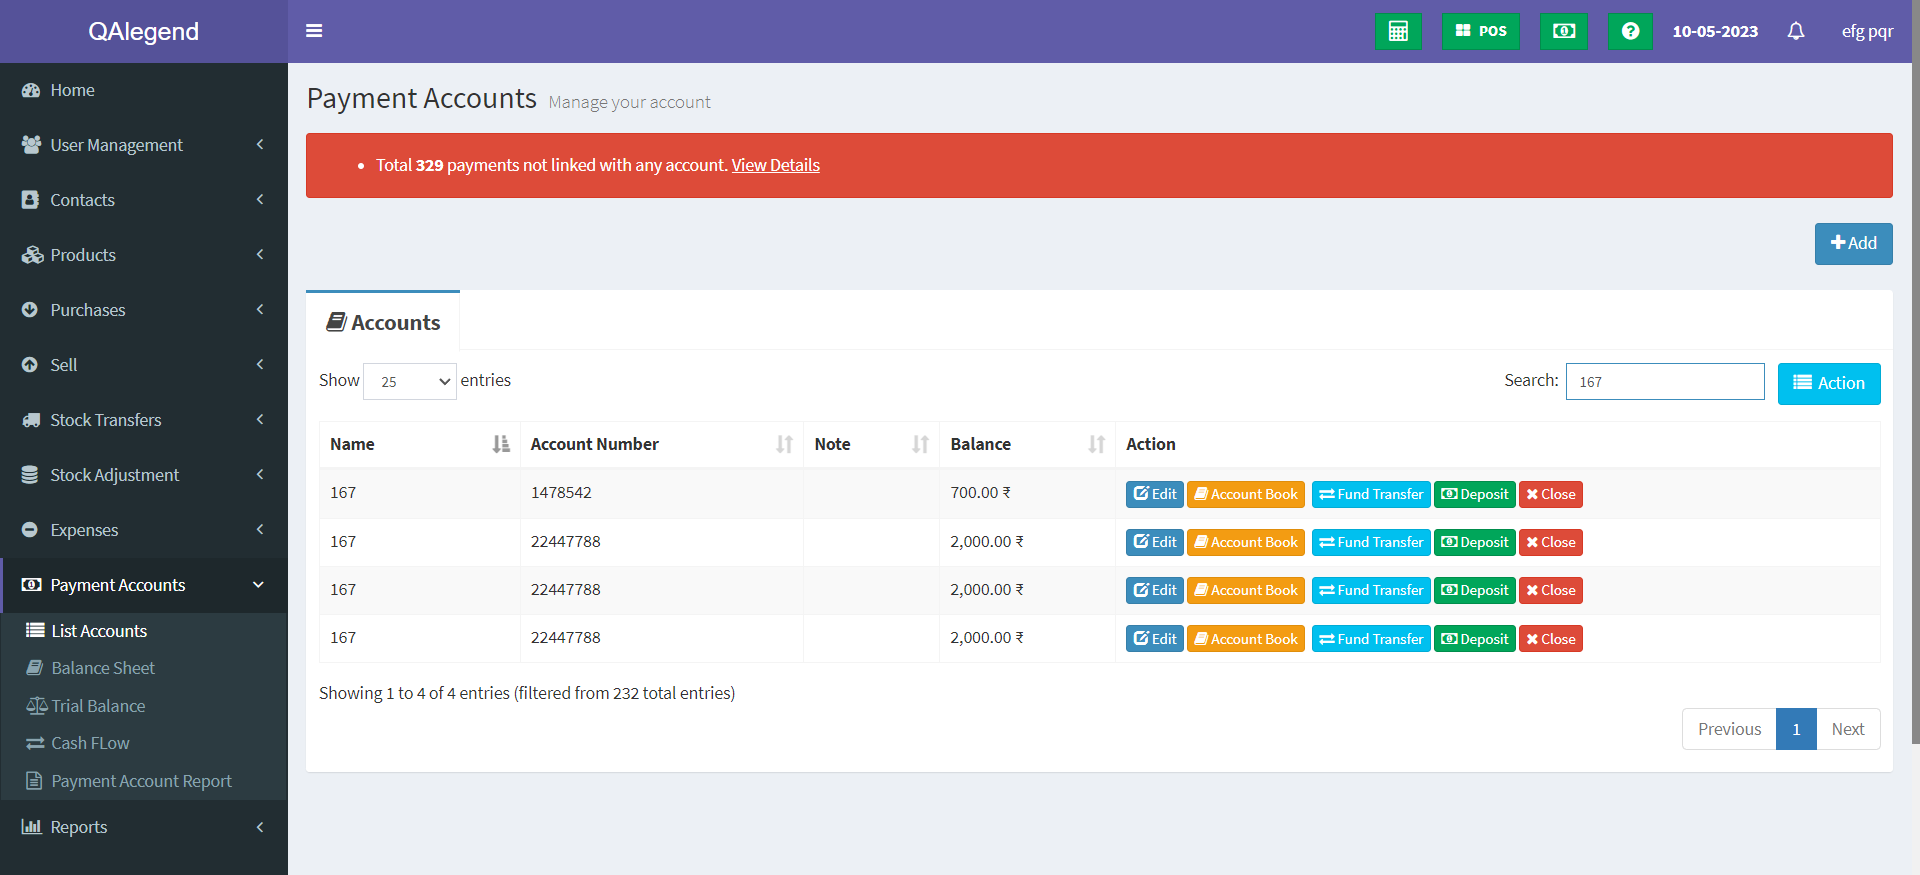 QAlegend
POS
10-05-2023
efg pqr
Home
User Management
Contacts
Products
Purchases
Sell
Stock Transfers
Stock Adjustment
Expenses
Payment Accounts
List Accounts
Balance Sheet
Trial Balance
Cash FLow
Payment Account Report
Reports
Payment Accounts Manage your account
Total 329 payments not linked with any account. View Details
Add
Accounts
Show 25 entries
Search: 167
Action
Name Account Number Note Balance Action
167 1478542 700.00 ₹ Edit Account Book Fund Transfer Deposit Close
167 22447788 2,000.00 ₹ Edit Account Book Fund Transfer Deposit Close
167 22447788 2,000.00 ₹ Edit Account Book Fund Transfer Deposit Close
167 22447788 2,000.00 ₹ Edit Account Book Fund Transfer Deposit Close
Showing 1 to 4 of 4 entries (filtered from 232 total entries)
Previous 1 Next